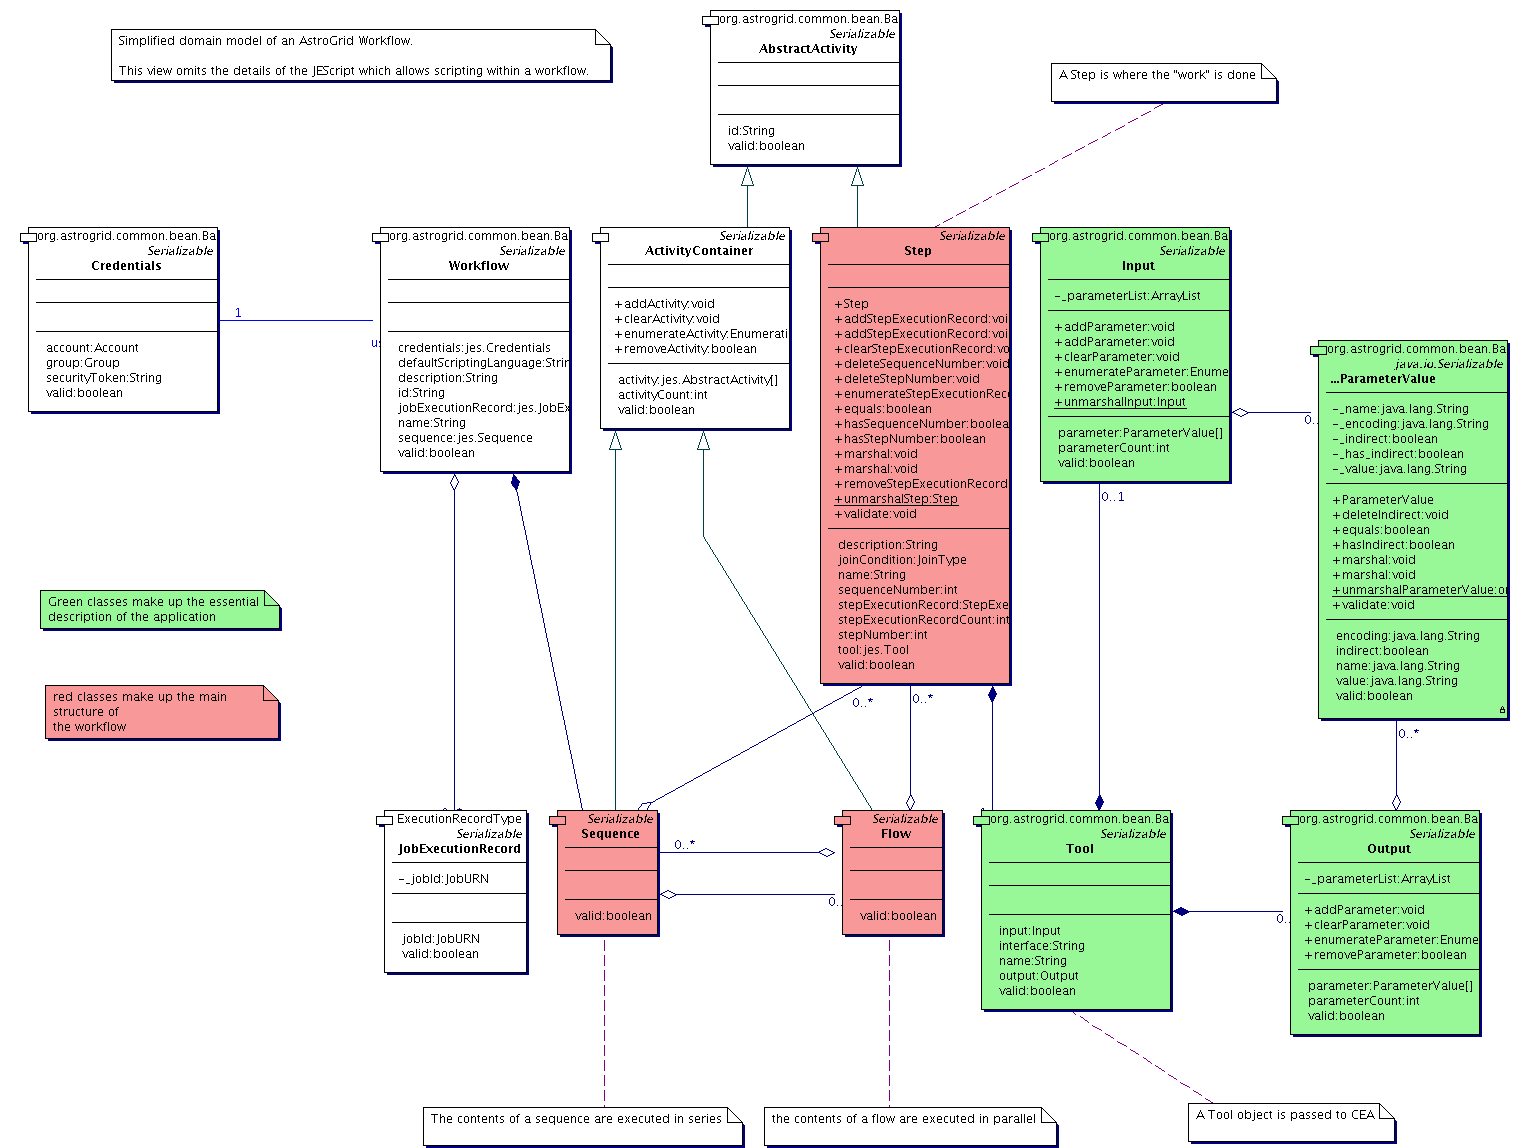 Simplified domain model of an AstroGrid Workflow.
This view omits the details of the JEScript which allows scripting within a workflow.
org.astrogrid.common.bean.Ba
Serializable
AbstractActivity
id:String
valid:boolean
A Step is where the "work" is done
org.astrogrid.common.bean.Ba
Serializable
Credentials
account:Account
group:Group
securityToken:String
valid:boolean
1
org.astrogrid.common.bean.Ba
Serializable
Workflow
credentials:jes.Credentials
defaultScriptingLanguage:Strin
description:String
id:String
jobExecutionRecord:jes.JobEx
name:String
sequence:jes.Sequence
valid:boolean
Serializable
ActivityContainer
+addActivity:void
+clearActivity:void
+enumerateActivity:Enumerati
+removeActivity:boolean
activity:jes.AbstractActivity[]
activityCount:int
valid:boolean
Serializable
Step
+Step
+addStepExecutionRecord:voi
+addStepExecutionRecord:voi
+clearStepExecutionRecord:vo
+deleteSequenceNumber:void
+deleteStepNumber:void
+enumerateStepExecutionRec
+equals:boolean
+hasSequenceNumber:boolea
+hasStepNumber:boolean
+marshal:void
+marshal:void
+removeStepExecutionRecord
+unmarshalStep:Step
+validate:void
description:String
joinCondition:JoinType
name:String
sequenceNumber:int
stepExecutionRecord:StepExe
stepExecutionRecordCount:int
stepNumber:int
tool:jes.Tool
valid:boolean
org.astrogrid.common.bean.Ba
Serializable
Input
-_parameterList:ArrayList
+addParameter:void
+addParameter:void
+clearParameter:void
+enumerateParameter:Enume
+removeParameter:boolean
+unmarshalInput:Input
parameter:ParameterValue[]
parameterCount:int
valid:boolean
0..
0..1
org.astrogrid.common.bean.Ba
java.io.Serializable
...ParameterValue
-_name:java.lang.String
-_encoding:java.lang.String
-_indirect:boolean
-_has_indirect:boolean
-_value:java.lang.String
+ParameterValue
+deleteIndirect:void
+equals:boolean
+hasIndirect:boolean
+marshal:void
+marshal:void
+unmarshalParameterValue:o
+validate:void
encoding:java.lang.String
indirect:boolean
name:java.lang.String
value:java.lang.String
valid:boolean
0..*
Green classes make up the essential
description of the application
red classes make up the main
structure of
the workflow
0..*
0..*
ExecutionRecordType
Serializable
JobExecutionRecord
-_jobId:JobURN
jobId:JobURN
valid:boolean
Serializable
Sequence
valid:boolean
0..*
0..
Serializable
Flow
valid:boolean
org.astrogrid.common.bean.Ba
Serializable
Tool
input:Input
interface:String
name:String
output:Output
valid:boolean
0..
org.astrogrid.common.bean.Ba
Serializable
Output
-_parameterList:ArrayList
+addParameter:void
+clearParameter:void
+enumerateParameter:Enume
+removeParameter:boolean
parameter:ParameterValue[]
parameterCount:int
valid:boolean
The contents of a sequence are executed in series
the contents of a flow are executed in parallel
A Tool object is passed to CEA